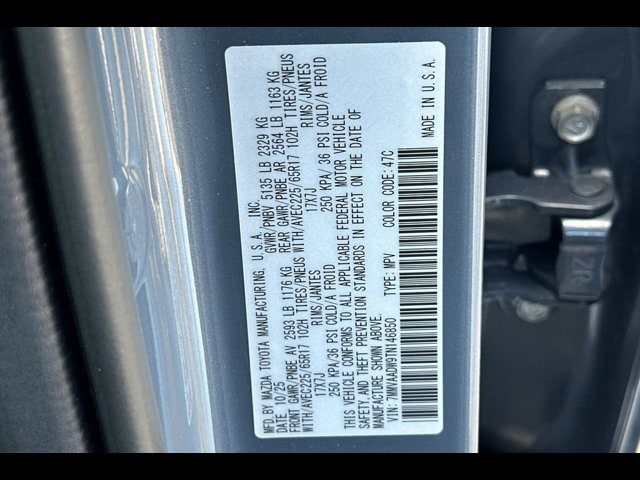 MFD. BY MAZDA TOYOTA MANUFACTURING, U.S.A., INC.
DATE: 10/25 GVWR/PNBV 5135 LB 2329 KG
FRONT GAWR/PNBE AV 2593 LB 1176 KG REAR GAWR/PNBE AR 2564 LB 1163 KG
WITH/AVEC225/65R17 102H TIRES/PNEUS WITH/AVEC225/65R17 102H TIRES/PNEUS
17X7J RIMS/JANTES 17X7J RIMS/JANTES
250 KPA/36 PSI COLD/A FROID 250 KPA/36 PSI COLD/A FROID
THIS VEHICLE CONFORMS TO ALL APPLICABLE FEDERAL MOTOR VEHICLE
SAFETY, AND THEFT PREVENTION STANDARDS IN EFFECT ON THE DATE OF
MANUFACTURE SHOWN ABOVE.
VIN: TYPE: MPV COLOR CODE: 47C
MADE IN U.S.A.